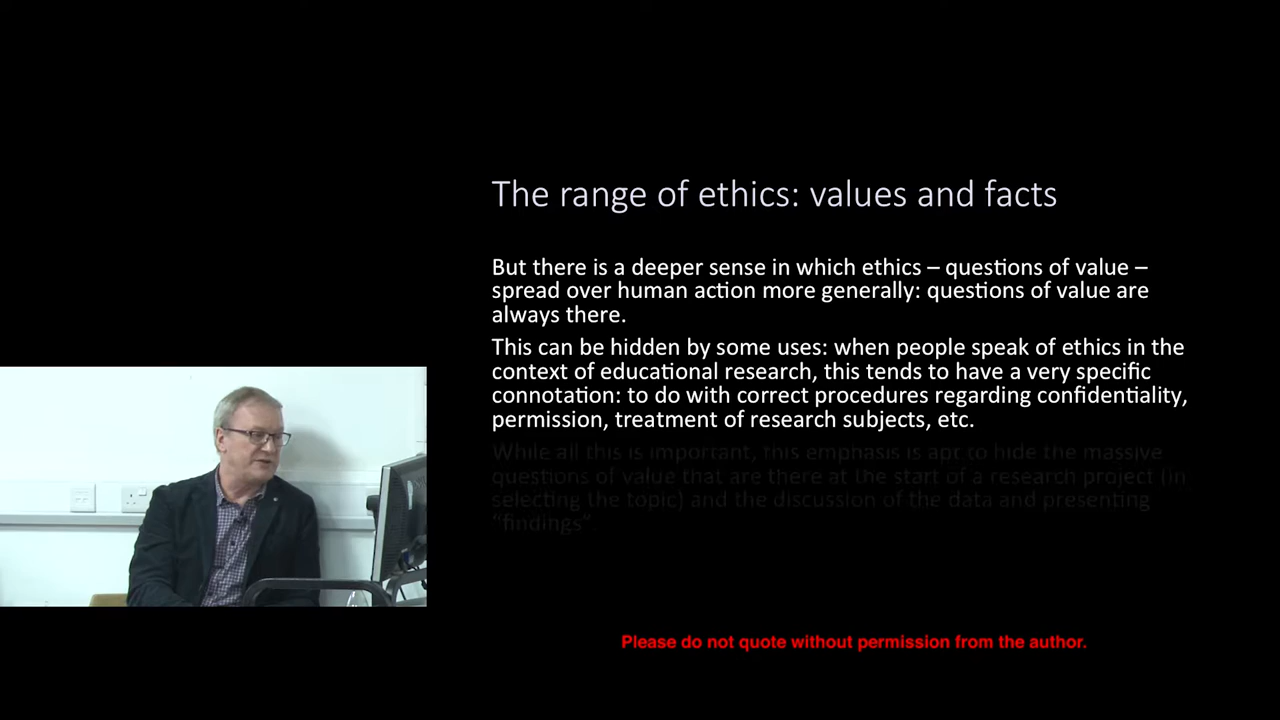 The range of ethics: values and facts
But there is a deeper sense in which ethics – questions of value –
spread over human action more generally: questions of value are
always there.
This can be hidden by some uses: when people speak of ethics in the
context of educational research, this tends to have a very specific
connotation: to do with correct procedures regarding confidentiality,
permission, treatment of research subjects, etc.
While all this is important, this emphasis is apt to hide the massive
questions of value that are there at the start of a research project (in
selecting the topic) and the discussion of the data and presenting
“findings”.
Please do not quote without permission from the author.